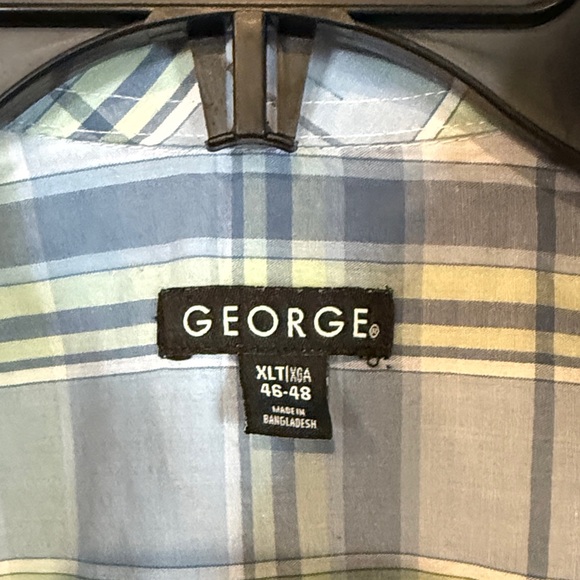 GEORGE®
XLT|XGA
46-48
MADE IN
BANGLADESH